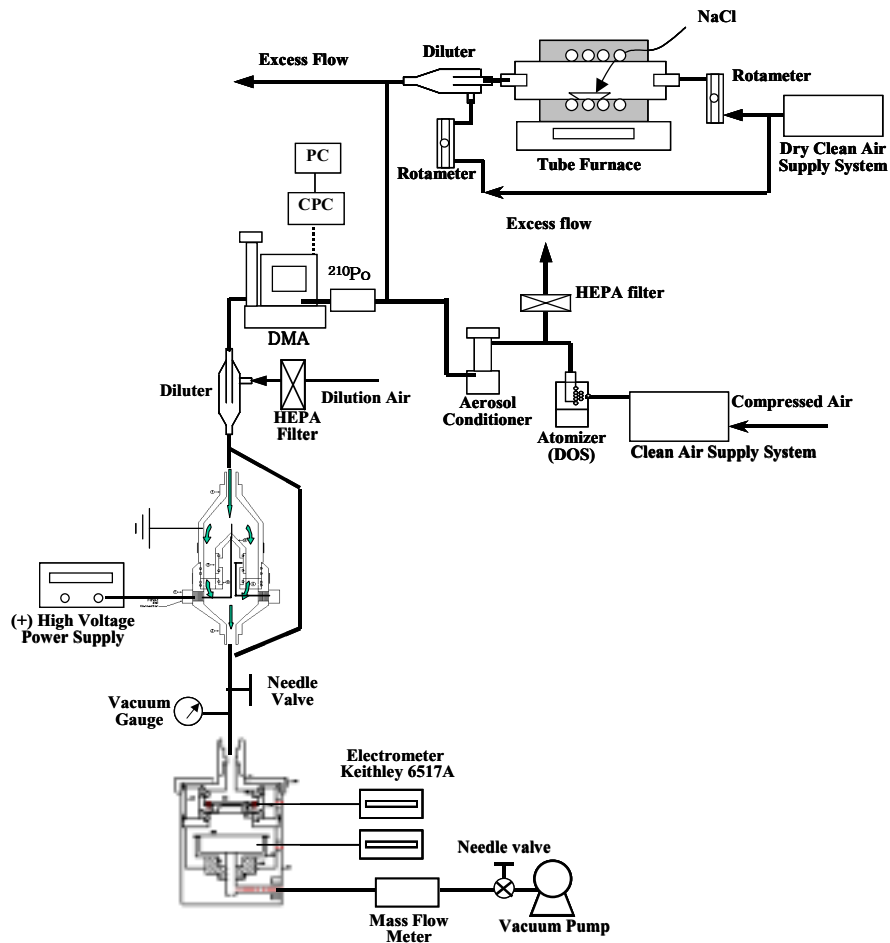 NaCl
Diluter
Excess Flow
Rotameter
Dry Clean Air
Supply System
PC
Rotameter
Tube Furnace
CPC
Excess flow
210Po
HEPA filter
DMA
Diluter
Dilution Air
HEPA
Filter
Aerosol
Conditioner
Compressed Air
Atomizer
(DOS)
Clean Air Supply System
(+) High Voltage
Power Supply
Needle
Valve
Vacuum
Gauge
Electrometer
Keithley 6517A
Needle valve
Mass Flow
Meter
Vacuum Pump